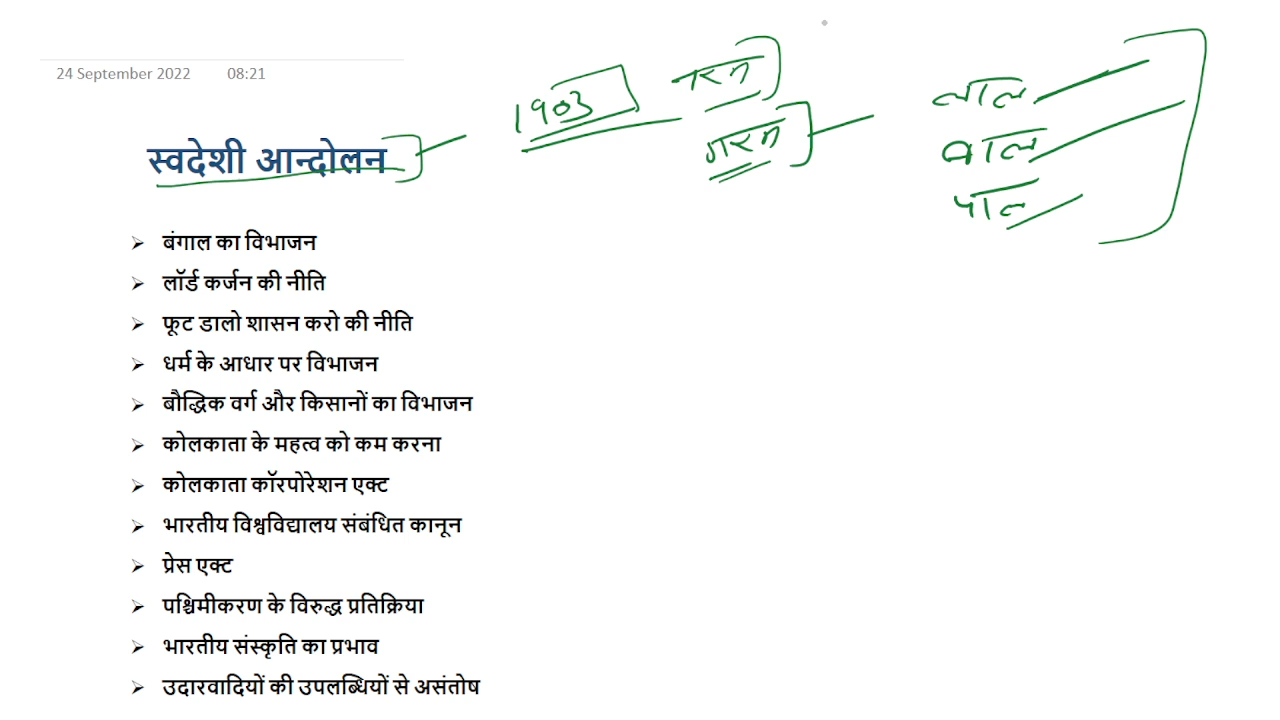 24 September 2022 08:21
1903
नरम
गरम
लाल
बाल
पाल
स्वदेशी आन्दोलन
➢ बंगाल का विभाजन
➢ लॉर्ड कर्जन की नीति
➢ फूट डालो शासन करो की नीति
➢ धर्म के आधार पर विभाजन
➢ बौद्धिक वर्ग और किसानों का विभाजन
➢ कोलकाता के महत्व को कम करना
➢ कोलकाता कॉरपोरेशन एक्ट
➢ भारतीय विश्वविद्यालय संबंधित कानून
➢ प्रेस एक्ट
➢ पश्चिमीकरण के विरुद्ध प्रतिक्रिया
➢ भारतीय संस्कृति का प्रभाव
➢ उदारवादियों की उपलब्धियों से असंतोष